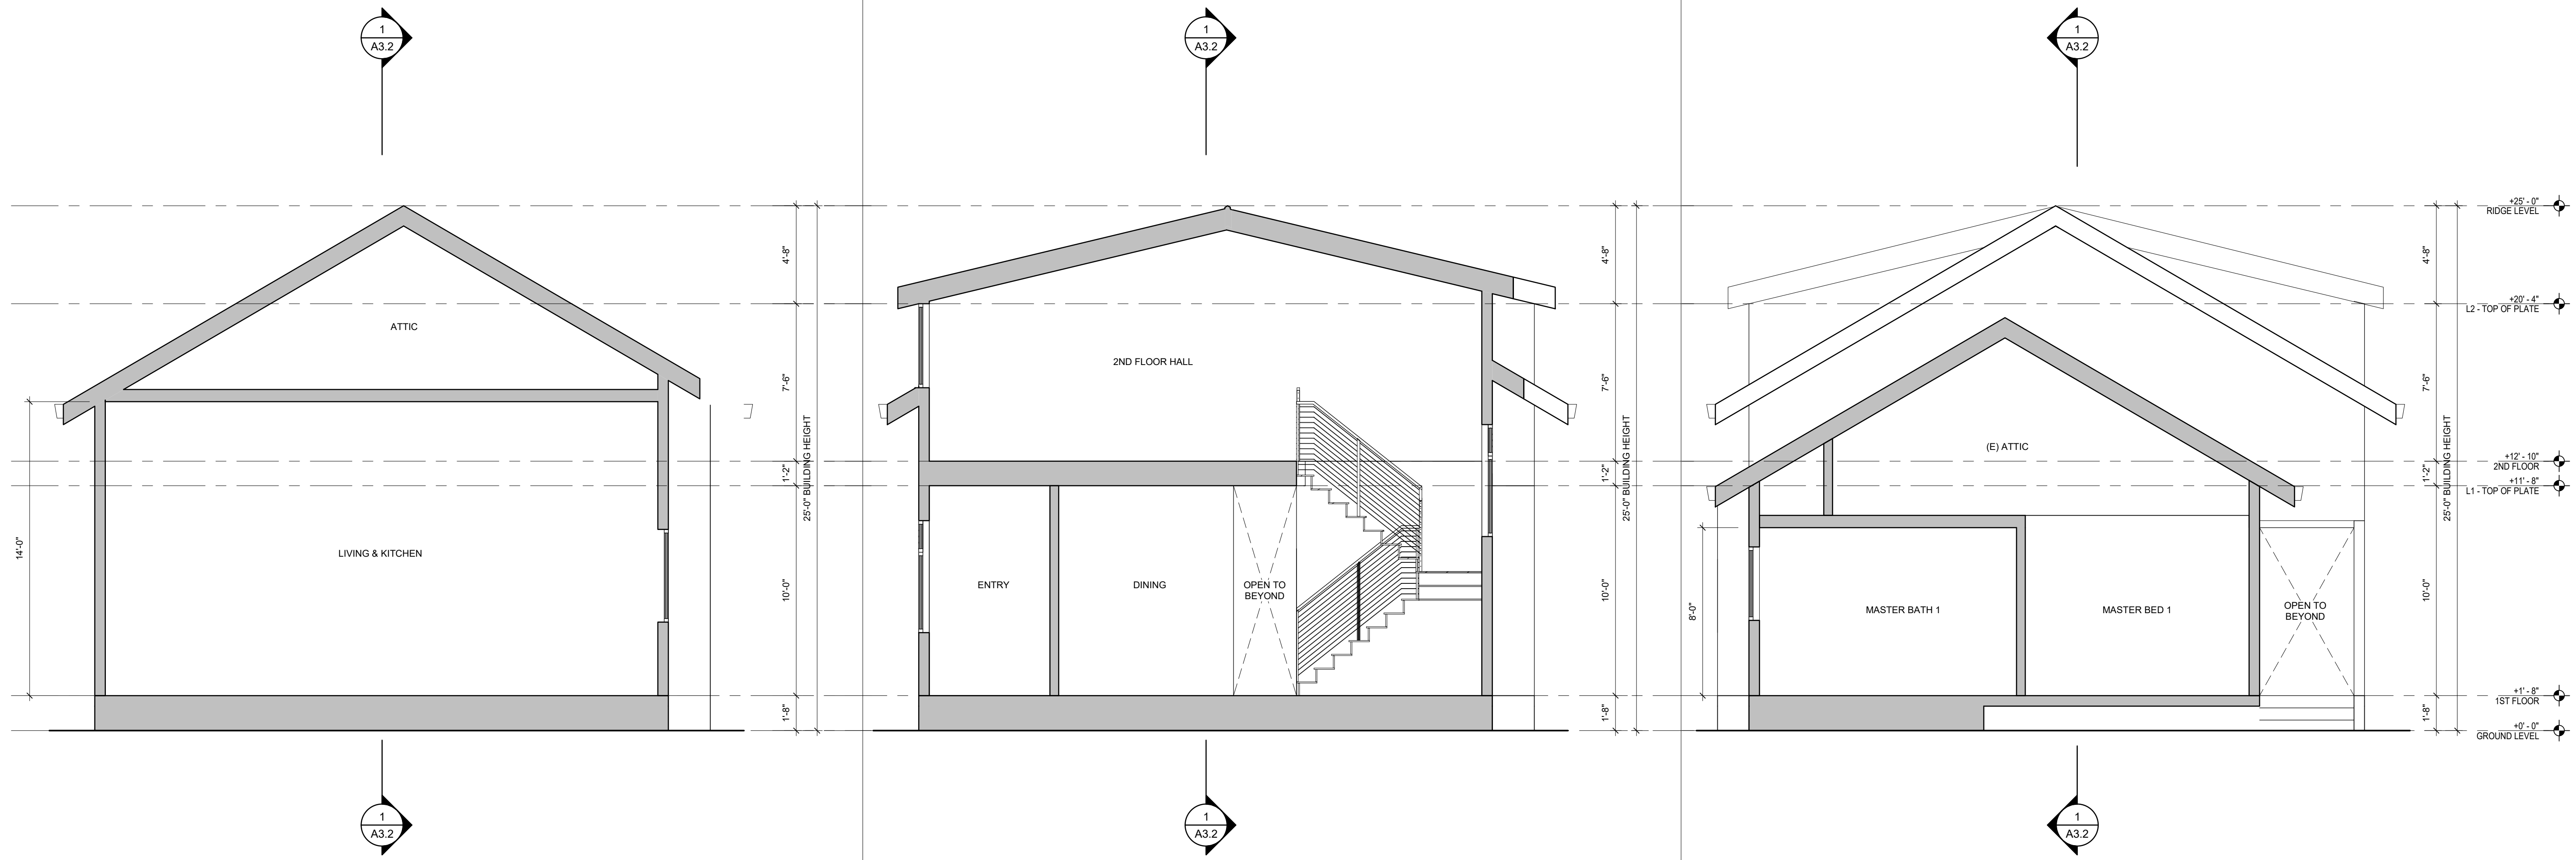 1
A3.2
1
A3.2
1
A3.2
ATTIC
LIVING & KITCHEN
14'-0"
4'-8"
7'-6"
1'-2"
10'-0"
1'-8"
25'-0" BUILDING HEIGHT
1
A3.2
2ND FLOOR HALL
ENTRY
DINING
OPEN TO
BEYOND
4'-8"
7'-6"
1'-2"
10'-0"
1'-8"
25'-0" BUILDING HEIGHT
1
A3.2
(E) ATTIC
MASTER BATH 1
MASTER BED 1
OPEN TO
BEYOND
8'-0"
4'-8"
7'-6"
1'-2"
10'-0"
1'-8"
25'-0" BUILDING HEIGHT
+25' - 0"
RIDGE LEVEL
+20' - 4"
L2 - TOP OF PLATE
+12' - 10"
2ND FLOOR
+11' - 8"
L1 - TOP OF PLATE
+1' - 8"
1ST FLOOR
+0' - 0"
GROUND LEVEL
1
A3.2